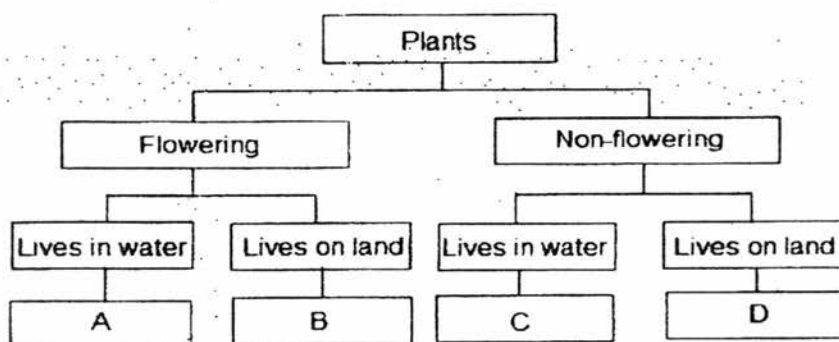 Plants
Flowering
Non-flowering
Lives in water
Lives on land
Lives in water
Lives on land
A
B
C
D